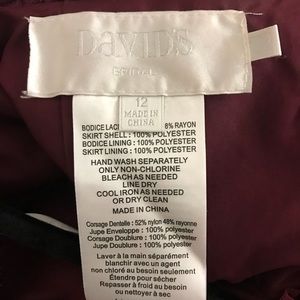 DAVID'S
BRIDAL
12
MADE IN
CHINA
BODICE LACE
8% RAYON
SKIRT SHELL : 100% POLYESTER
BODICE LINING : 100% POLYESTER
SKIRT LINING : 100% POLYESTER
HAND WASH SEPARATELY
ONLY NON-CHLORINE
BLEACH AS NEEDED
LINE DRY
COOL IRON AS NEEDED
OR DRY CLEAN
MADE IN CHINA
Corsage Dentelle : 52% nylon 48% rayonne
Jupe Enveloppe : 100% polyester
Corsage Doublure : 100% polyester
Jupe Doublure : 100% polyester
Laver à la main séparément
blanchir avec un agent
non chloré au besoin seulement
Étendre pour sécher
Repasser à froid au besoin
ou nettoyer à sec